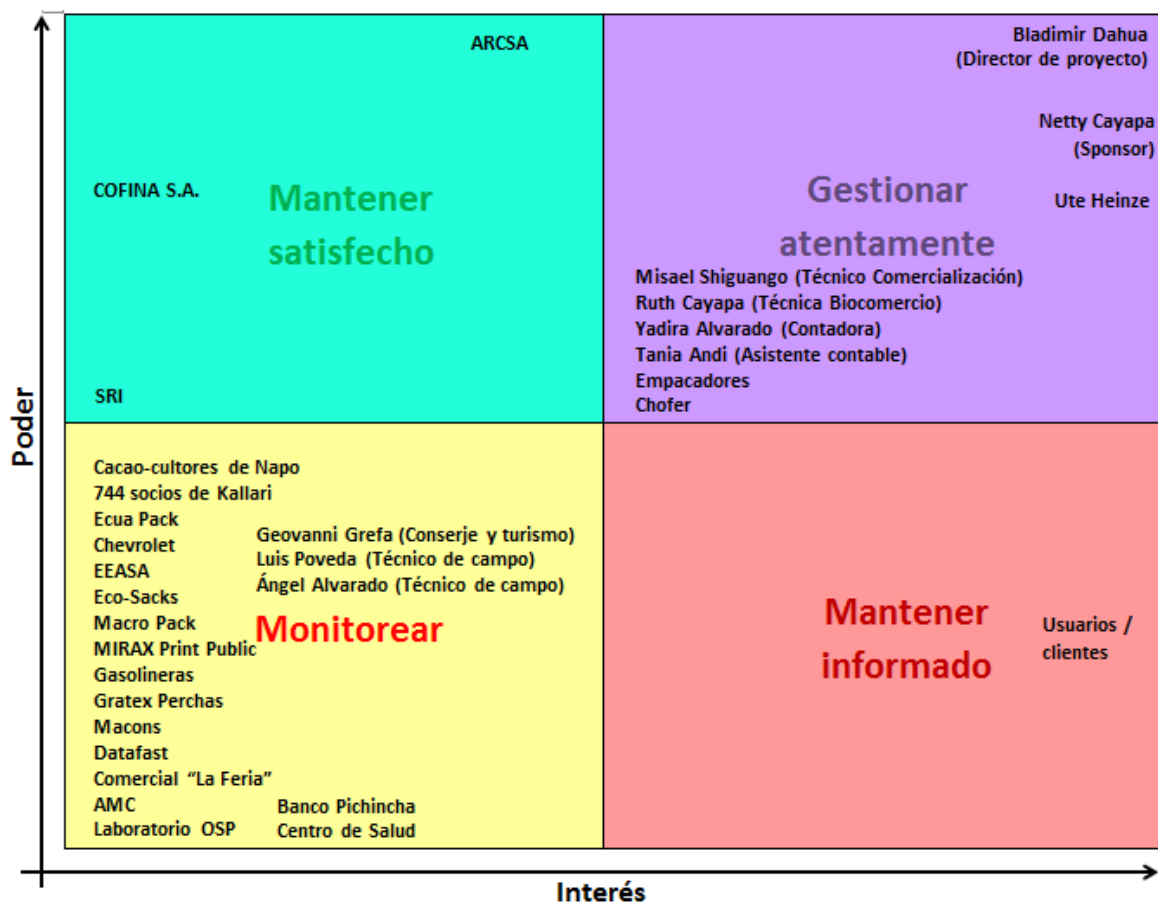 Poder
ARCSA
COFINA S.A.
Mantener
satisfecho
SRI
Bladimir Dahua
(Director de proyecto)
Netty Cayapa
(Sponsor)
Ute Heinze
Gestionar
atentamente
Misael Shiguango (Técnico Comercialización)
Ruth Cayapa (Técnica Biocomercio)
Yadira Alvarado (Contadora)
Tania Andi (Asistente contable)
Empacadores
Chofer
Cacao-cultores de Napo
744 socios de Kallari
Ecua Pack
Chevrolet
EEASA
Eco-Sacks
Macro Pack
MIRAX Print Public
Gasolineras
Gratex Perchas
Macons
Datafast
Comercial “La Feria”
AMC
Laboratorio OSP
Geovanni Grefa (Conserje y turismo)
Luis Poveda (Técnico de campo)
Ángel Alvarado (Técnico de campo)
Monitorear
Banco Pichincha
Centro de Salud
Mantener
informado
Usuarios /
clientes
Interés